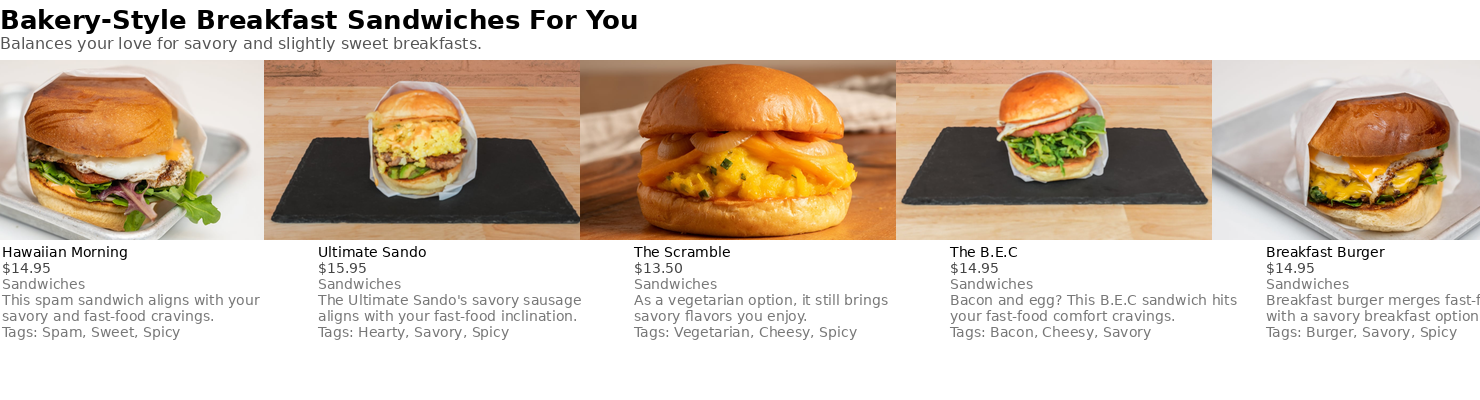 Bakery-Style Breakfast Sandwiches For You
Balances your love for savory and slightly sweet breakfasts.
Hawaiian Morning
$14.95
Sandwiches
This spam sandwich aligns with your
savory and fast-food cravings.
Tags: Spam, Sweet, Spicy
Ultimate Sando
$15.95
Sandwiches
The Ultimate Sando's savory sausage
aligns with your fast-food inclination.
Tags: Hearty, Savory, Spicy
The Scramble
$13.50
Sandwiches
As a vegetarian option, it still brings
savory flavors you enjoy.
Tags: Vegetarian, Cheesy, Spicy
The B.E.C
$14.95
Sandwiches
Bacon and egg? This B.E.C sandwich hits
your fast-food comfort cravings.
Tags: Bacon, Cheesy, Savory
Breakfast Burger
$14.95
Sandwiches
Breakfast burger merges
with a savory breakfast option
Tags: Burger, Savory, Spicy